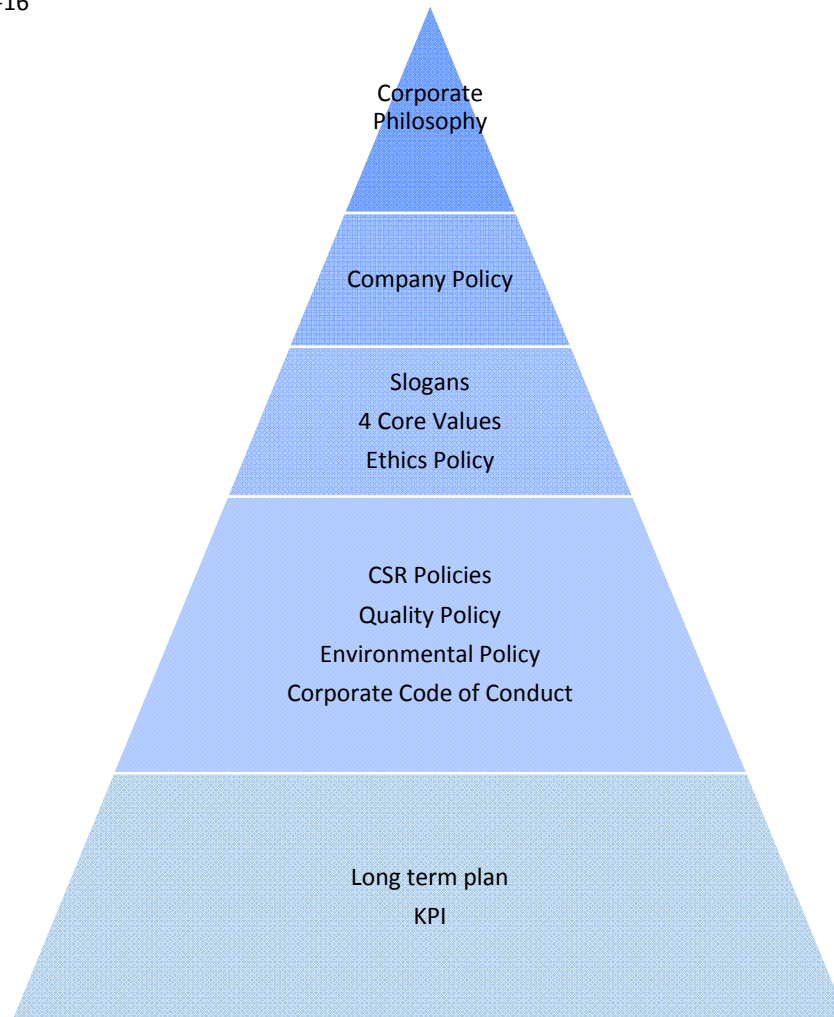 Corporate
Philosophy
Company Policy
Slogans
4 Core Values
Ethics Policy
CSR Policies
Quality Policy
Environmental Policy
Corporate Code of Conduct
Long term plan
KPI